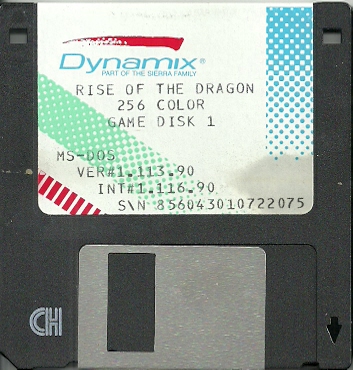 Dynamix®
PART OF THE SIERRA FAMILY
RISE OF THE DRAGON
256 COLOR
GAME DISK 1
MS-DOS
VER#1.113.90
INT#1.116.90
S\N 856043010722075
CH